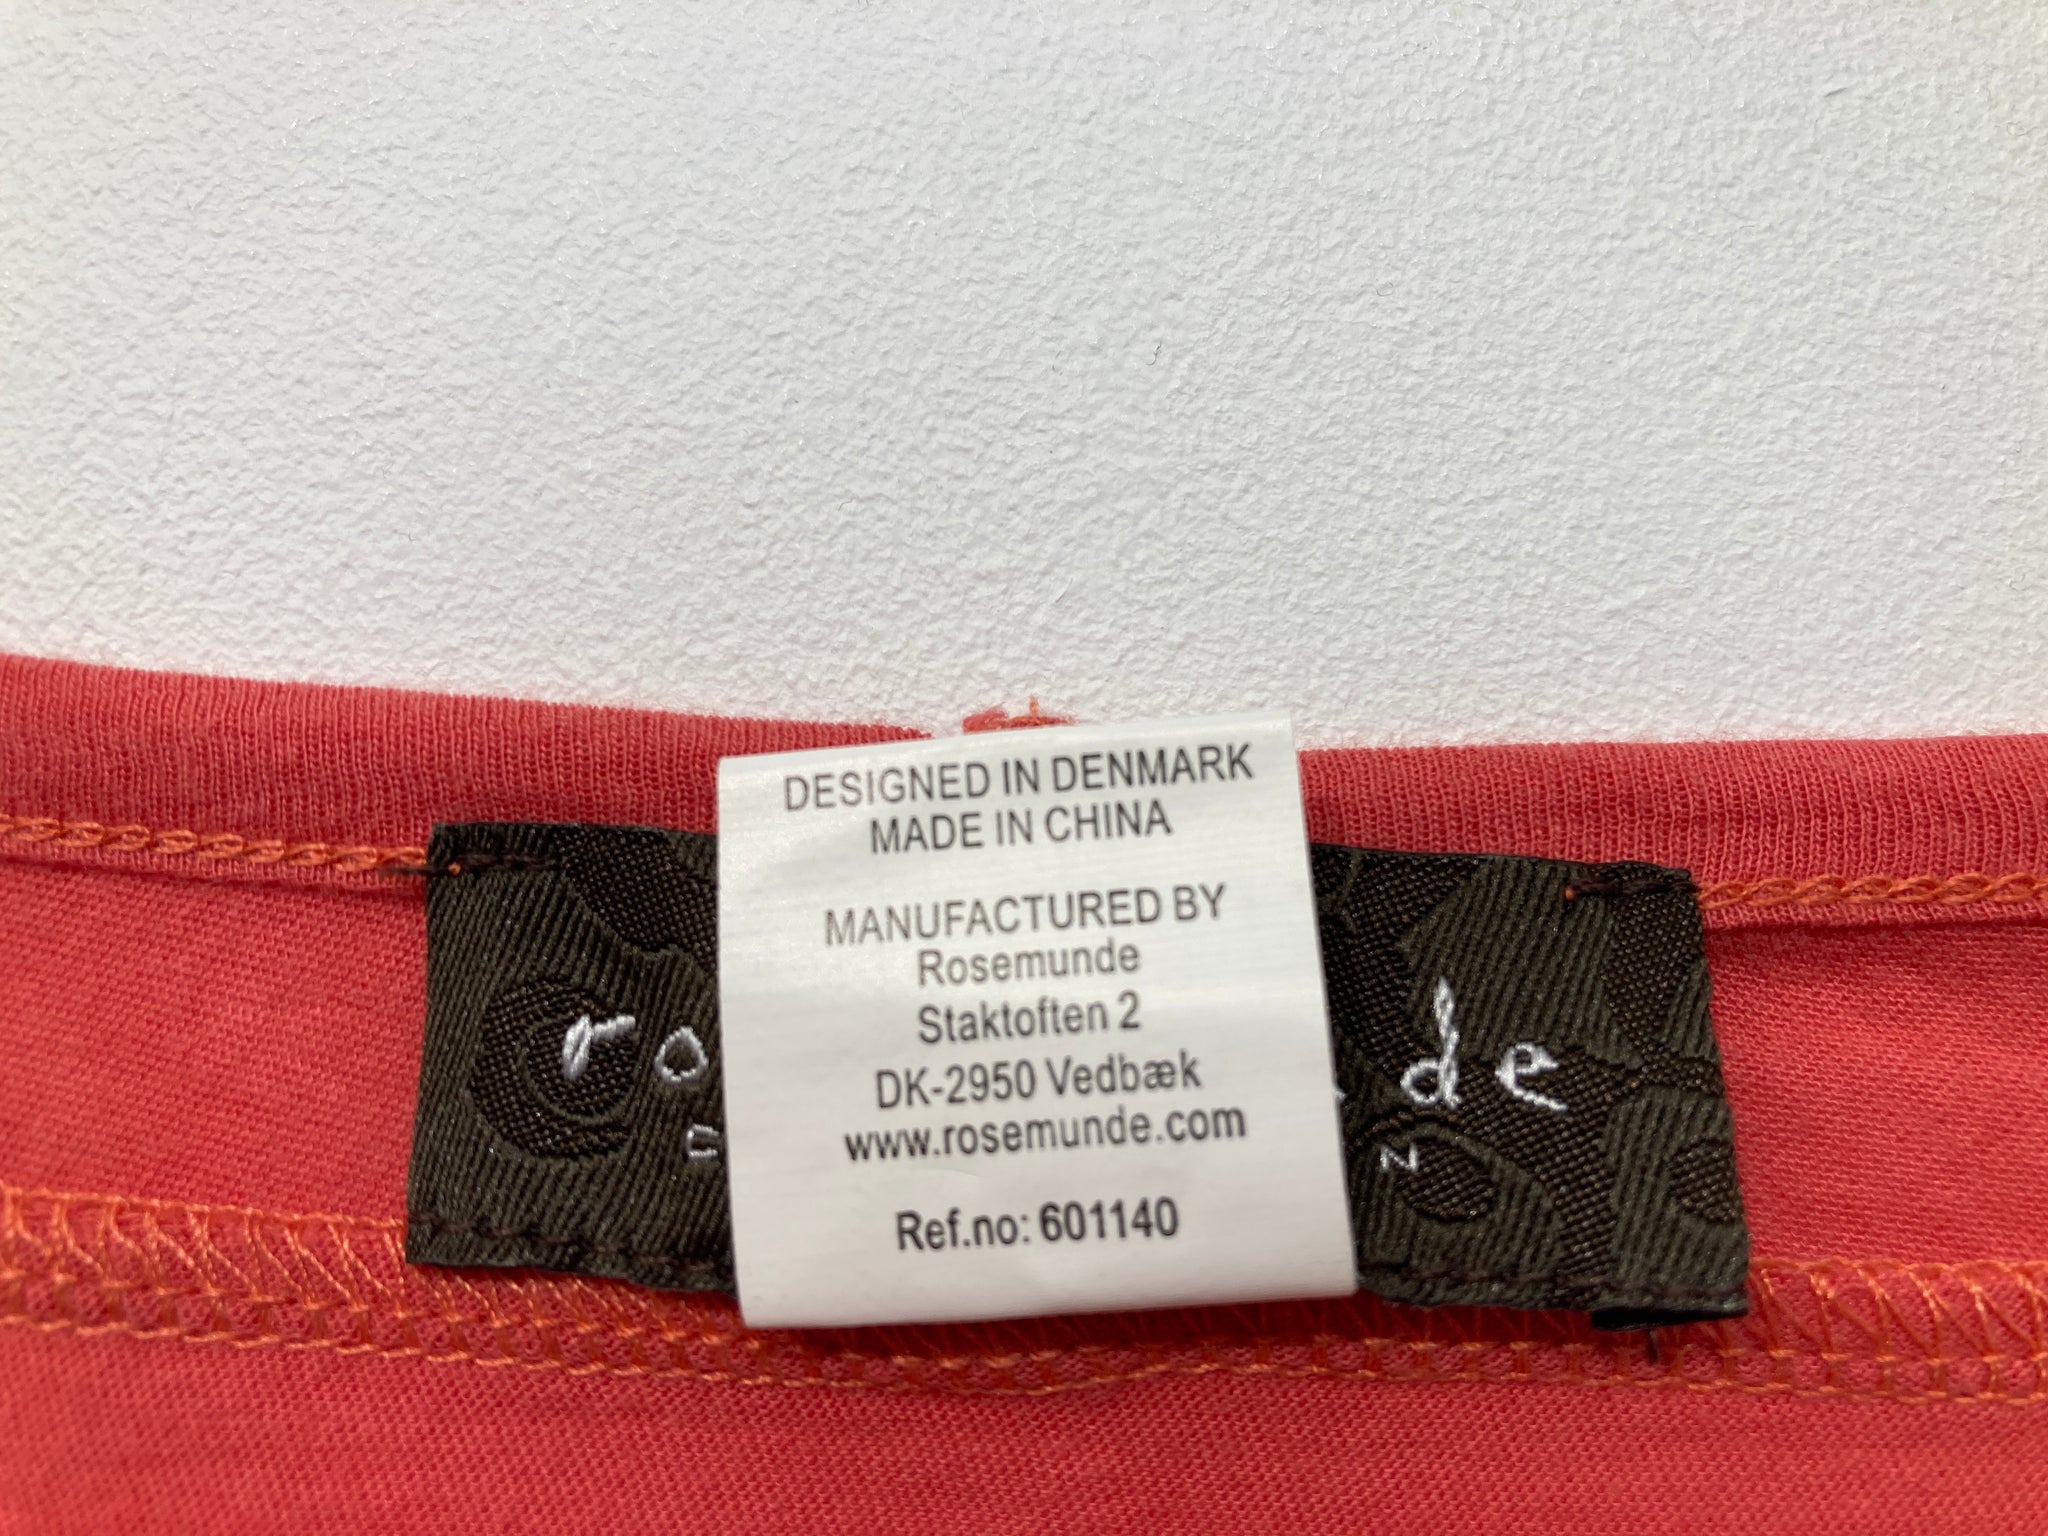 DESIGNED IN DENMARK
MADE IN CHINA
MANUFACTURED BY
Rosemunde
Staktoften 2
DK-2950 Vedbæk
www.rosemunde.com
Ref.no: 601140